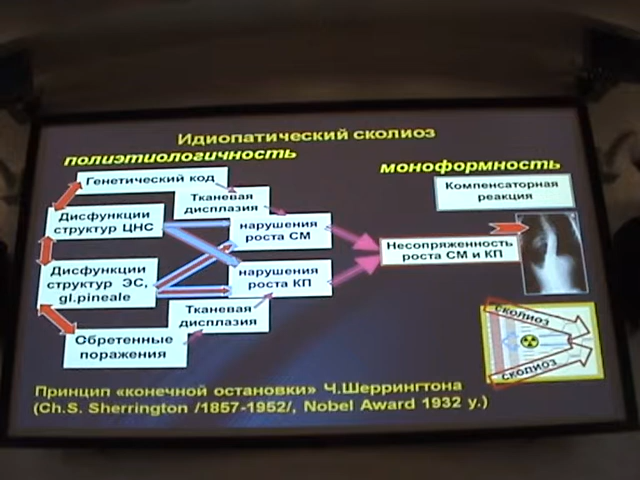 Идиопатический сколиоз
полиэтиологичность
моноформность
Генетический код
Компенсаторная
реакция
Тканевая
дисплазия
Дисфункции
структур ЦНС
нарушения
роста СМ
Несопряженность
роста СМ и КП
Дисфункции
структур ЭС,
gl.pineale
нарушения
роста КП
Тканевая
дисплазия
Обретенные
поражения
сколиоз
сколиоз
Принцип «конечной остановки» Ч.Шеррингтона
(Ch.S. Sherrington /1857-1952/, Nobel Award 1932 y.)